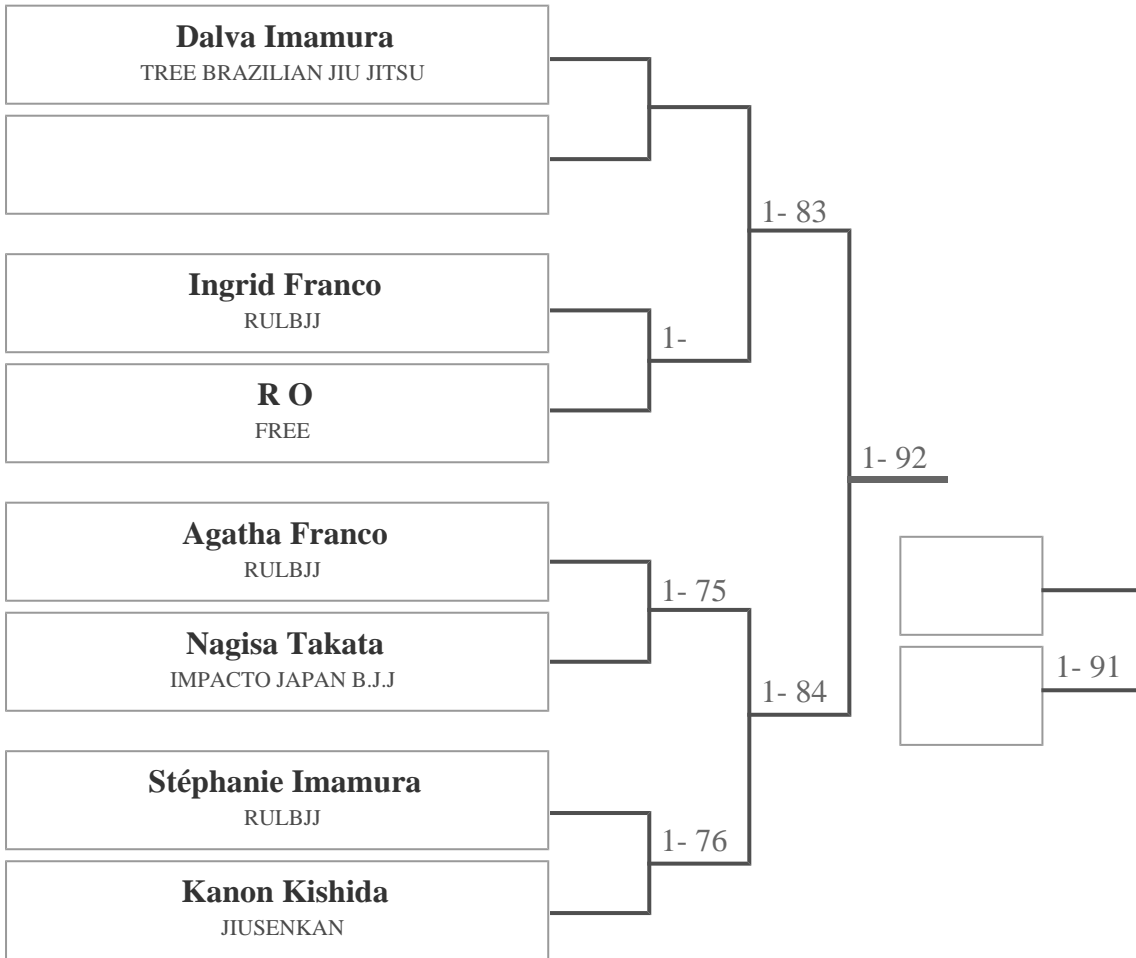 Dalva Imamura
TREE BRAZILIAN JIU JITSU
1- 83
Ingrid Franco
RULBJJ
1-
R O
FREE
1- 92
Agatha Franco
RULBJJ
1- 75
Nagisa Takata
IMPACTO JAPAN B.J.J
1- 84
1- 91
Stéphanie Imamura
RULBJJ
1- 76
Kanon Kishida
JIUSENKAN